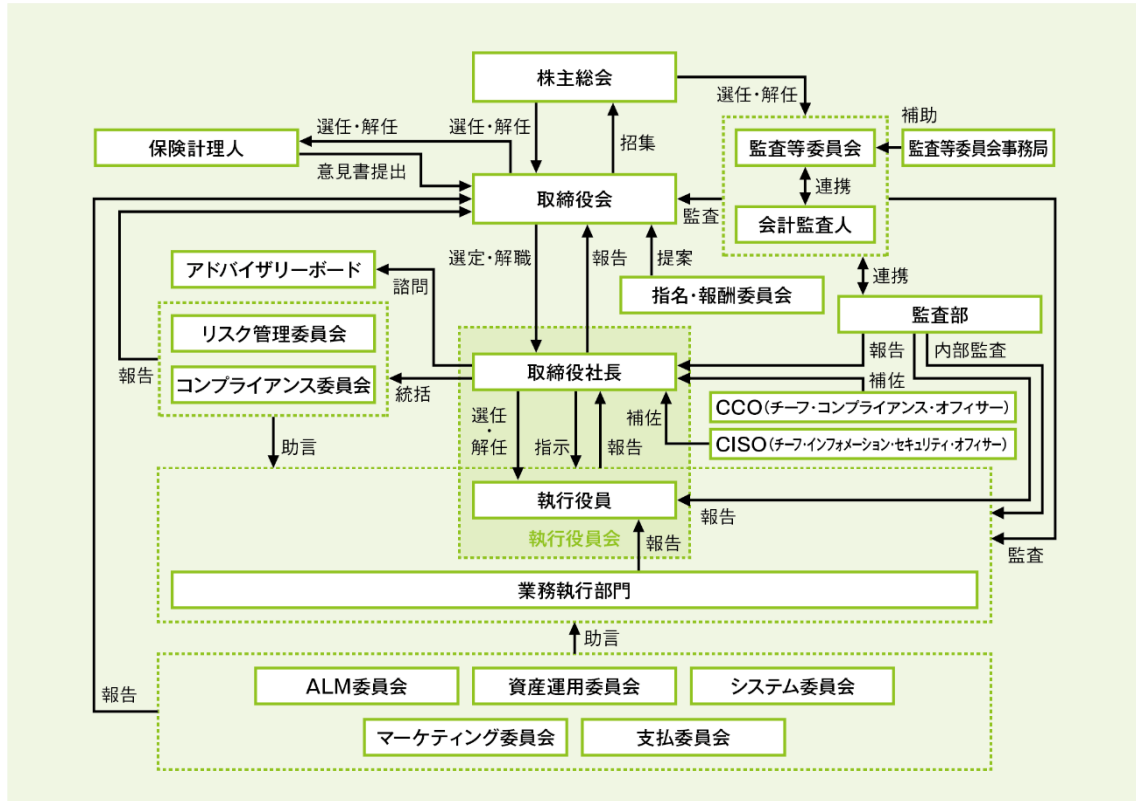 株主総会
選任・解任
補助
保険計理人
選任・解任
選任・解任
招集
監査等委員会
監査等委員会事務局
意見書提出
連携
取締役会
監査
会計監査人
選定・解職
報告
提案
連携
アドバイザリーボード
諮問
指名・報酬委員会
監査部
リスク管理委員会
報告
内部監査
報告
コンプライアンス委員会
統括
取締役社長
補佐
CCO(チーフ・コンプライアンス・オフィサー)
選任
・
解任
指示
報告
補佐
CISO(チーフ・インフォメーション・セキュリティ・オフィサー)
助言
執行役員
報告
執行役員会
報告
監査
業務執行部門
助言
報告
ALM委員会
資産運用委員会
システム委員会
マーケティング委員会
支払委員会